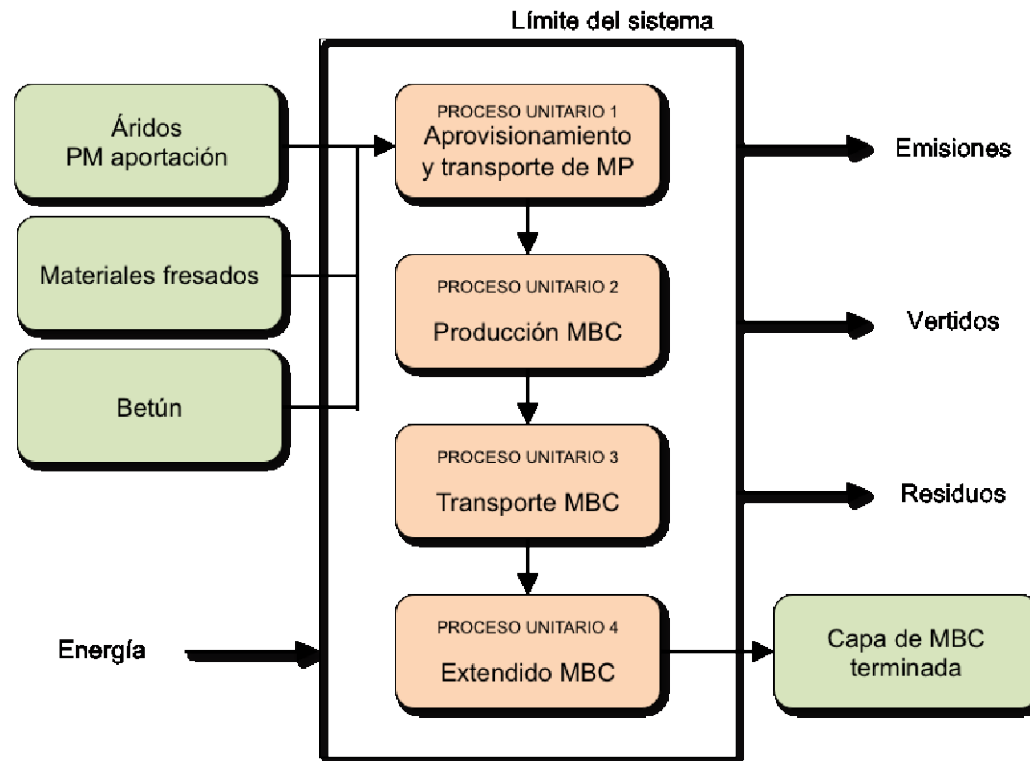 Límite del sistema
Áridos
PM aportación
Materiales fresados
Betún
Energía
PROCESO UNITARIO 1
Aprovisionamiento
y transporte de MP
PROCESO UNITARIO 2
Producción MBC
PROCESO UNITARIO 3
Transporte MBC
PROCESO UNITARIO 4
Extendido MBC
Emisiones
Vertidos
Residuos
Capa de MBC
terminada